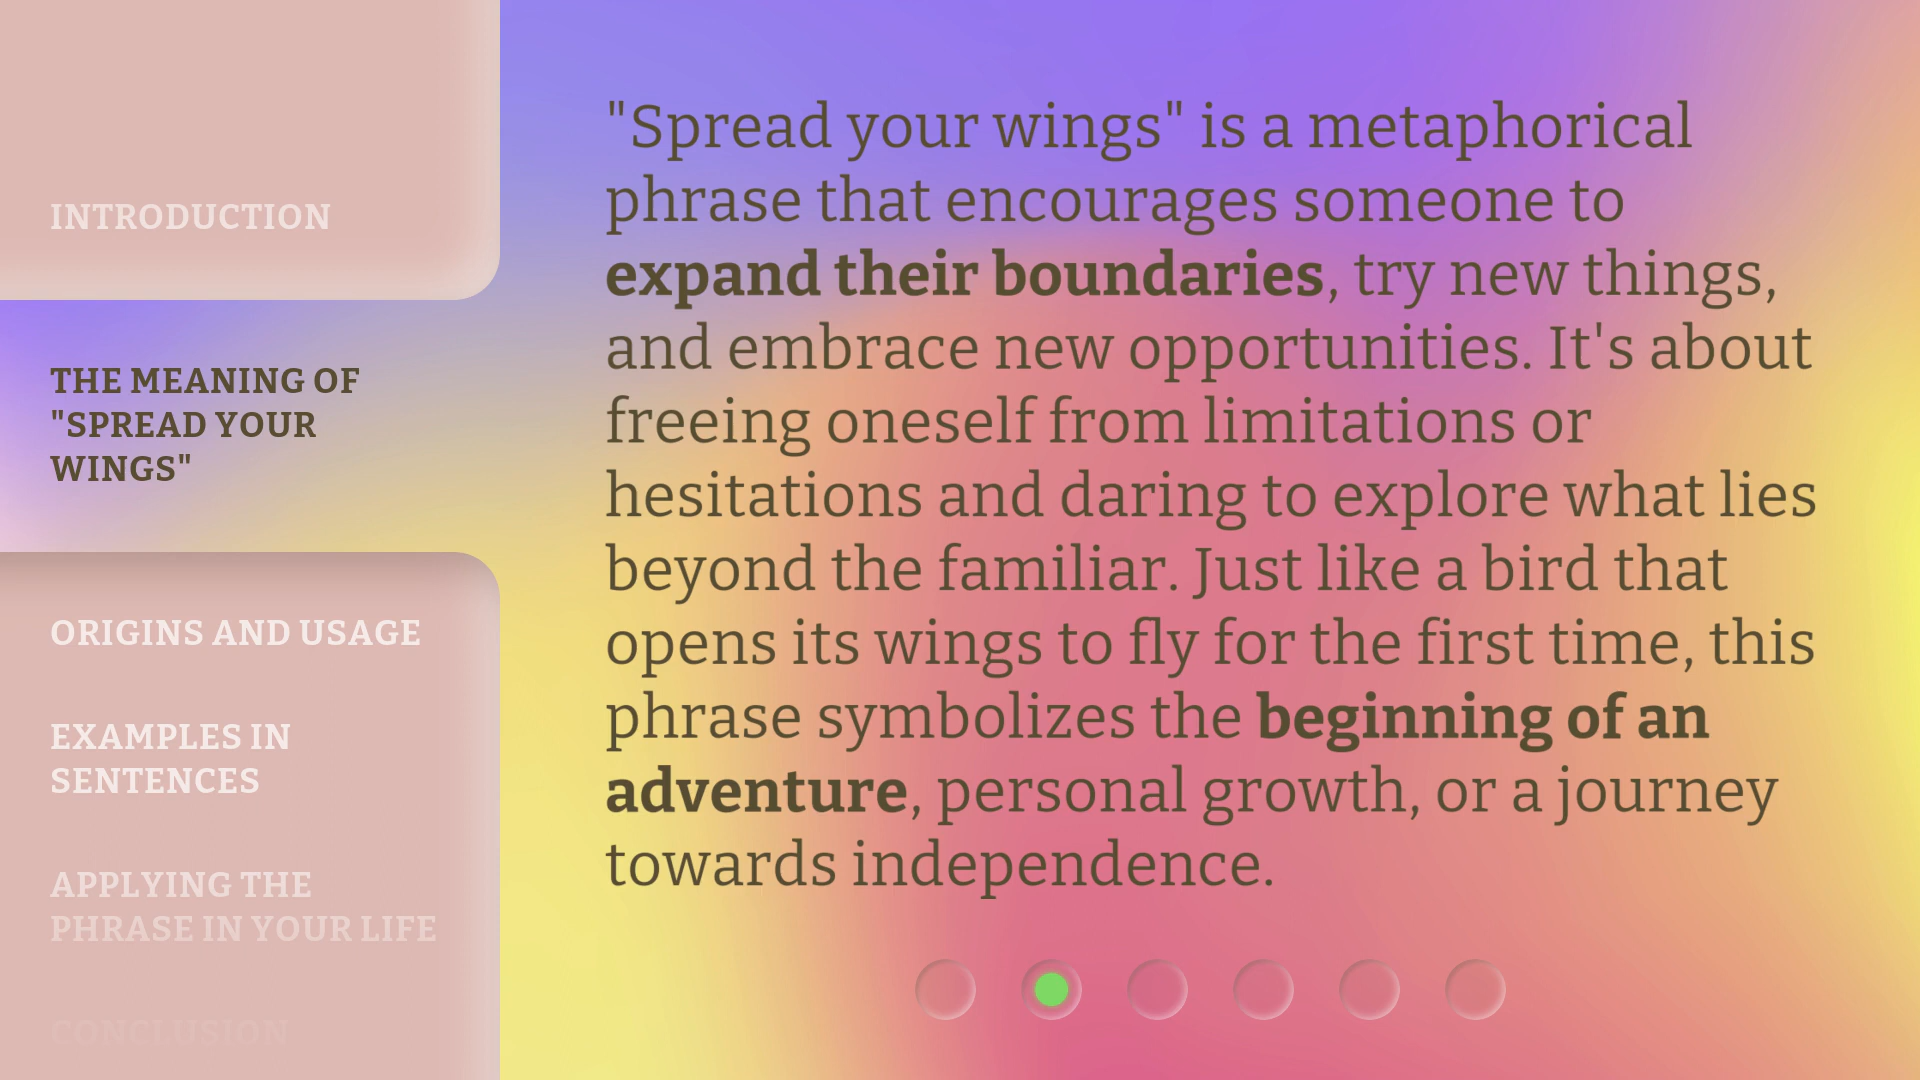 INTRODUCTION
THE MEANING OF
"SPREAD YOUR
WINGS"
ORIGINS AND USAGE
EXAMPLES IN
SENTENCES
APPLYING THE
PHRASE IN YOUR LIFE
CONCLUSION
"Spread your wings" is a metaphorical
phrase that encourages someone to
expand their boundaries, try new things,
and embrace new opportunities. It's about
freeing oneself from limitations or
hesitations and daring to explore what lies
beyond the familiar. Just like a bird that
opens its wings to fly for the first time, this
phrase symbolizes the beginning of an
adventure, personal growth, or a journey
towards independence.